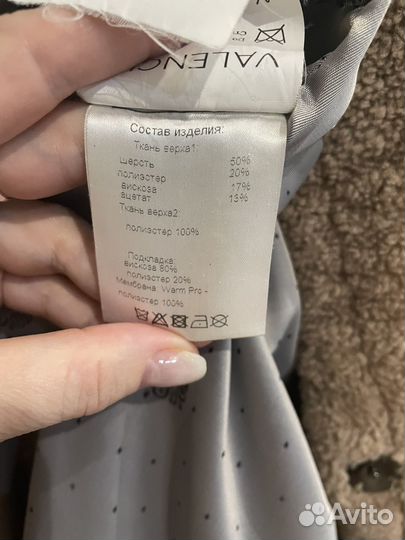 VALENC
Состав изделия:
Ткань верха1:
шерсть 50%
полиэстер 20%
вискоза 17%
ацетат 13%
Ткань верха2:
полиэстер 100%
Подкладка
вискоза 80%
полиэстер 20%
Мембрана Warm Pro -
полиэстер 100%
Avito